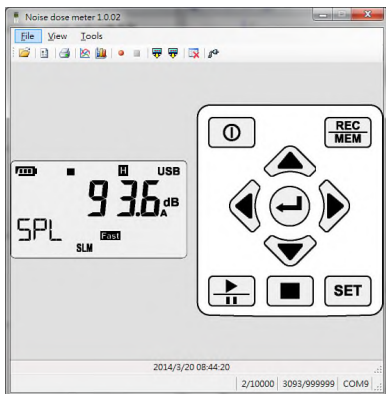 Noise dose meter 1.0.02
File View Tools
REC
MEM
H USB
93.6 dB
A
SPL Fast
SLM
SET
2014/3/20 08:44:20
2/10000 3093/999999 COM9